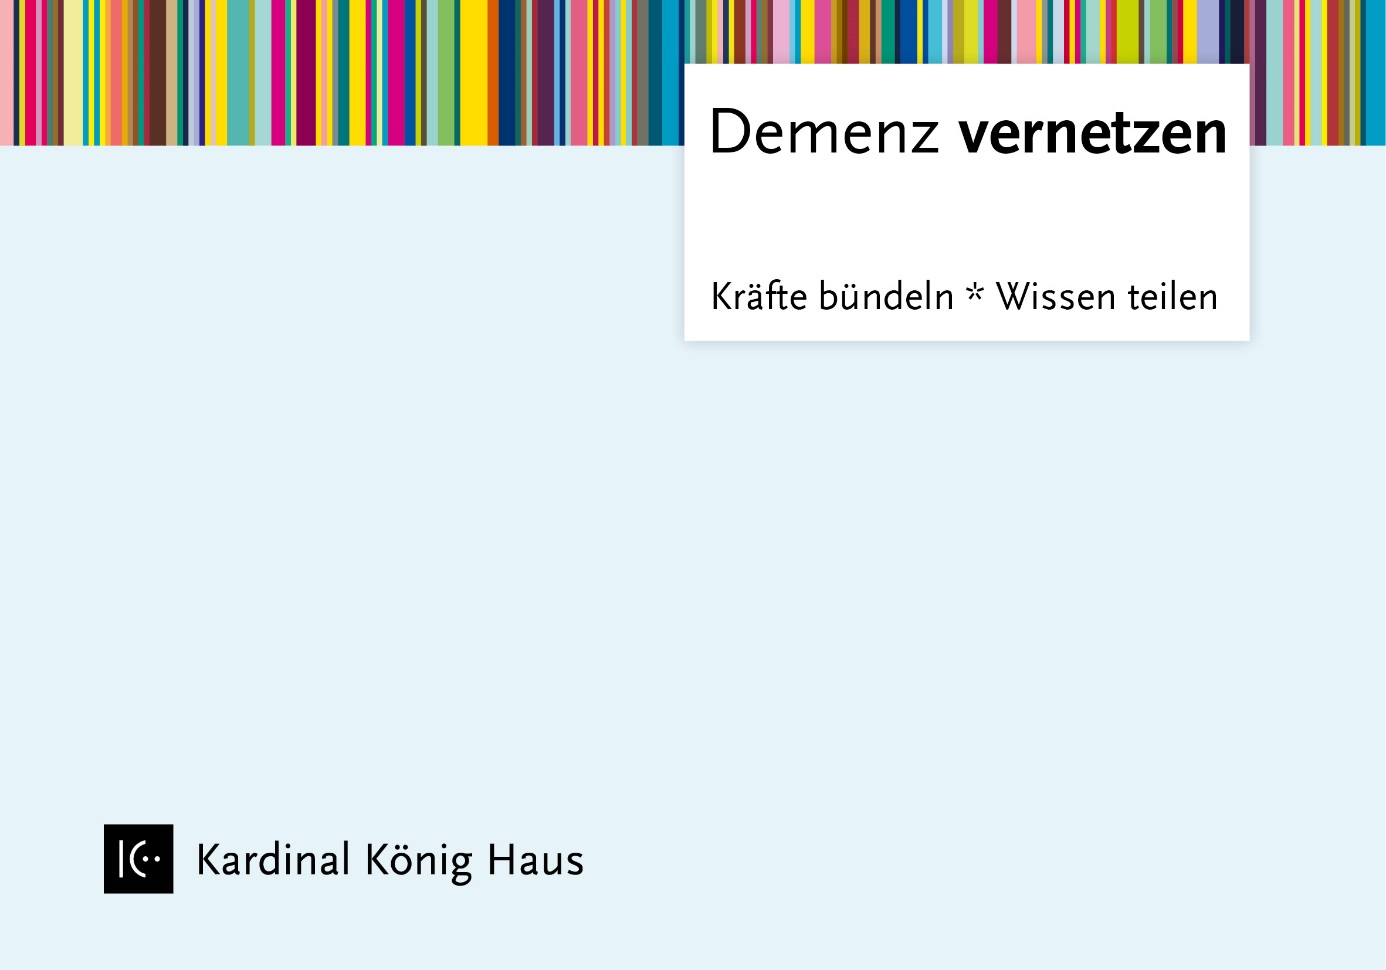 Demenz vernetzen
Kräfte bündeln * Wissen teilen
Kardinal König Haus